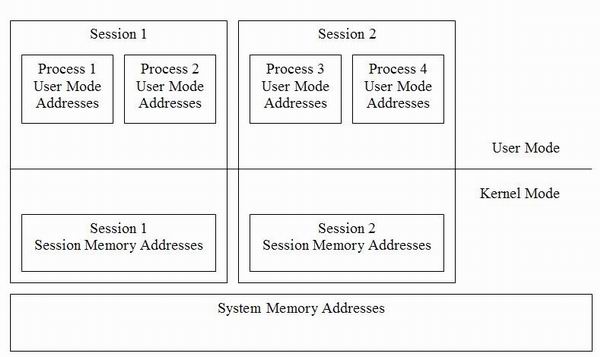 Session 1
Session 2
Process 1
User Mode
Addresses
Process 2
User Mode
Addresses
Process 3
User Mode
Addresses
Process 4
User Mode
Addresses
User Mode
Kernel Mode
Session 1
Session Memory Addresses
Session 2
Session Memory Addresses
System Memory Addresses